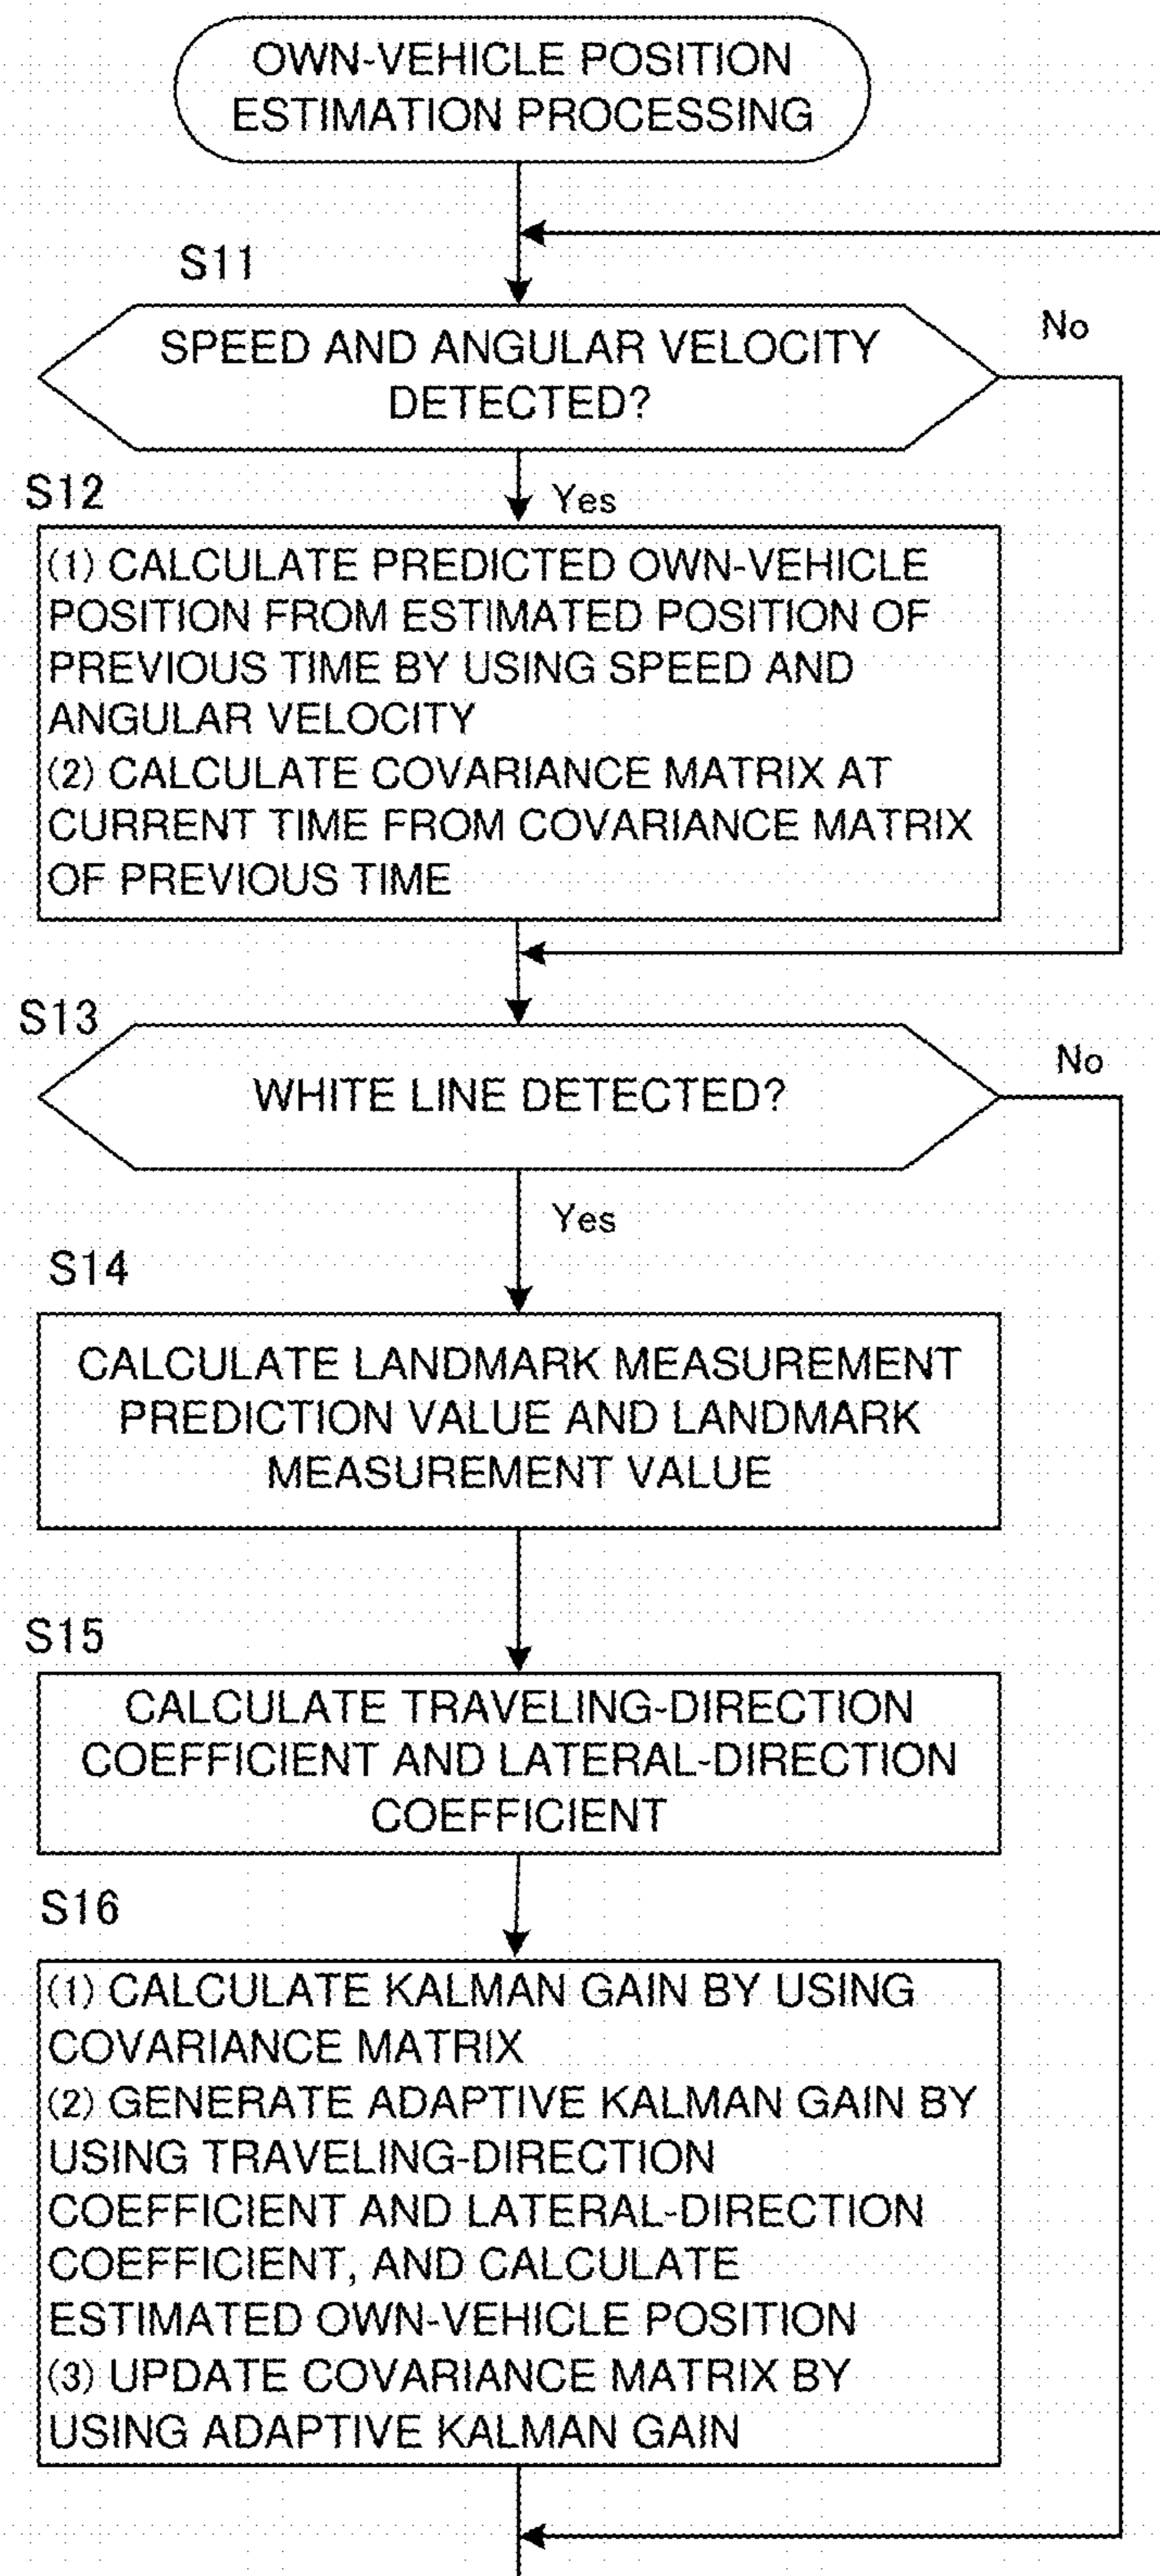 OWN-VEHICLE POSITION
ESTIMATION PROCESSING
S11
SPEED AND ANGULAR VELOCITY
DETECTED?
No
Yes
S12
(1) CALCULATE PREDICTED OWN-VEHICLE
POSITION FROM ESTIMATED POSITION OF
PREVIOUS TIME BY USING SPEED AND
ANGULAR VELOCITY
(2) CALCULATE COVARIANCE MATRIX AT
CURRENT TIME FROM COVARIANCE MATRIX
OF PREVIOUS TIME
S13
WHITE LINE DETECTED?
No
Yes
S14
CALCULATE LANDMARK MEASUREMENT
PREDICTION VALUE AND LANDMARK
MEASUREMENT VALUE
S15
CALCULATE TRAVELING-DIRECTION
COEFFICIENT AND LATERAL-DIRECTION
COEFFICIENT
S16
(1) CALCULATE KALMAN GAIN BY USING
COVARIANCE MATRIX
(2) GENERATE ADAPTIVE KALMAN GAIN BY
USING TRAVELING-DIRECTION
COEFFICIENT AND LATERAL-DIRECTION
COEFFICIENT, AND CALCULATE
ESTIMATED OWN-VEHICLE POSITION
(3) UPDATE COVARIANCE MATRIX BY
USING ADAPTIVE KALMAN GAIN